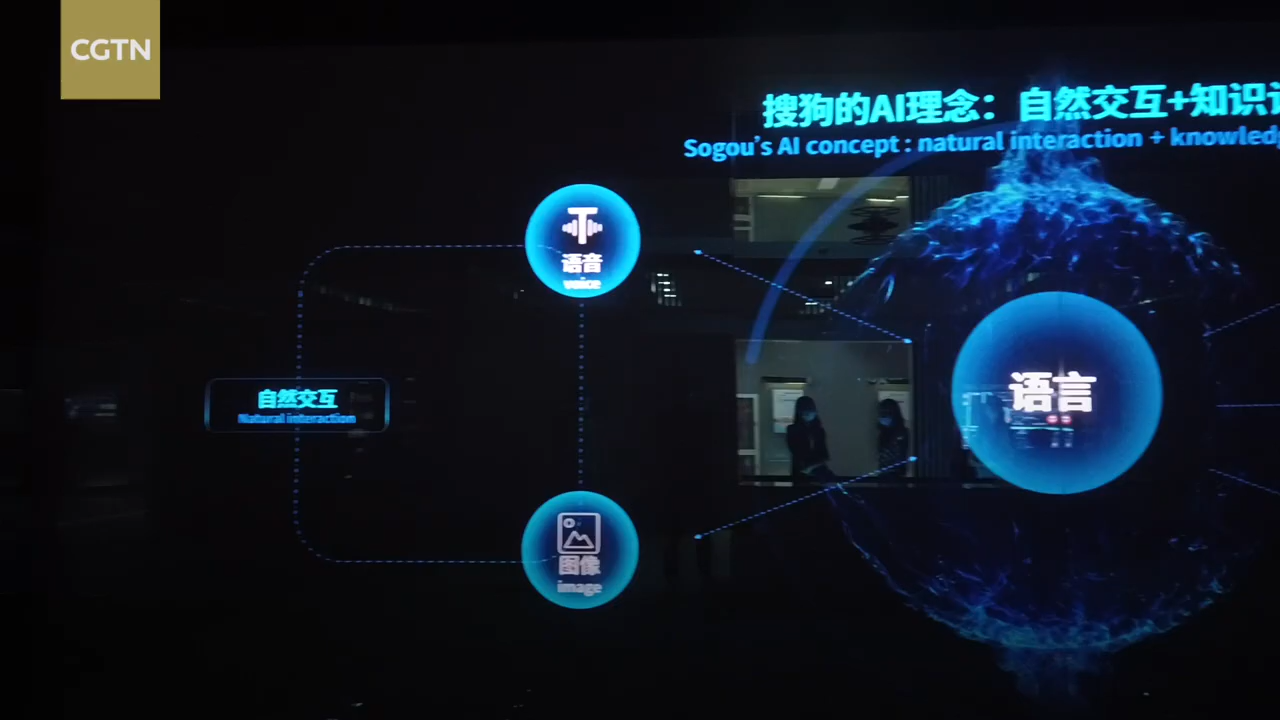 CGTN
搜狗的AI理念：自然交互+知识
Sogou's AI concept : natural interaction + knowled
语音
voice
自然交互
Natural interaction
语言
图像
image